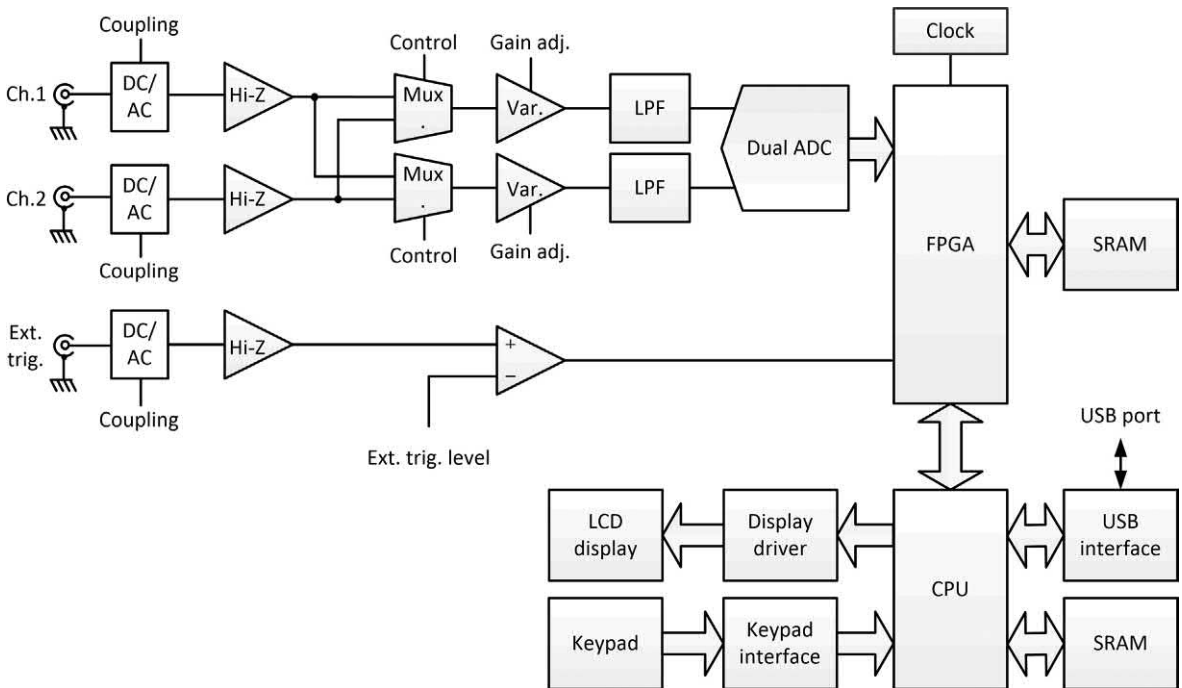 Coupling
Clock
Control
Gain adj.
Ch.1
DC/
AC
Hi-Z
Mux
.
Var.
LPF
Dual ADC
Ch.2
DC/
AC
Hi-Z
Mux
.
Var.
LPF
FPGA
SRAM
Control
Gain adj.
Coupling
Ext.
trig.
DC/
AC
Hi-Z
+
−
Coupling
Ext. trig. level
USB port
LCD
display
Display
driver
CPU
USB
interface
Keypad
Keypad
interface
SRAM